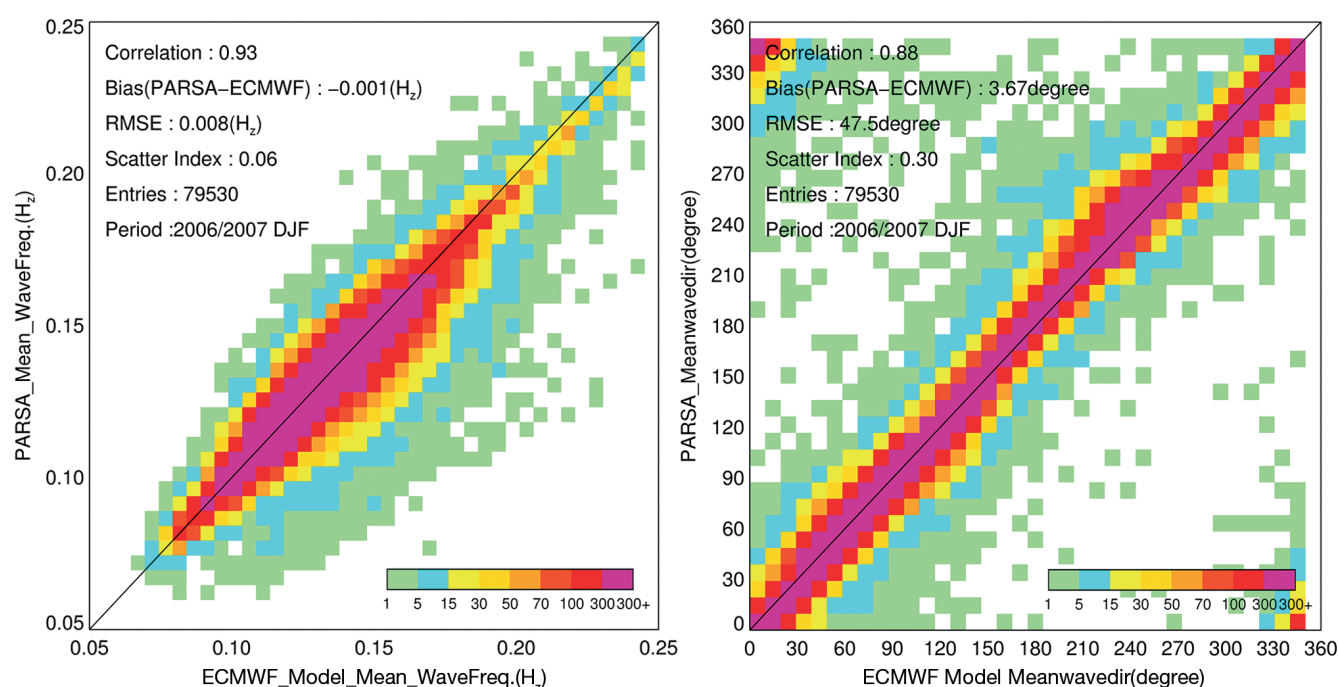 0.25
0.20
0.15
0.10
0.05
PARSA_Mean_WaveFreq.(Hz)
Correlation : 0.93
Bias(PARSA−ECMWF) : −0.001(Hz)
RMSE : 0.008(Hz)
Scatter Index : 0.06
Entries : 79530
Period :2006/2007 DJF
1 5 15 30 50 70 100 300 300+
0.05 0.10 0.15 0.20 0.25
ECMWF_Model_Mean_WaveFreq.(Hz)
360
330
300
270
240
210
180
150
120
90
60
30
0
PARSA_Meanwavedir(degree)
Correlation : 0.88
Bias(PARSA−ECMWF) : 3.67degree
RMSE : 47.5degree
Scatter Index : 0.30
Entries : 79530
Period :2006/2007 DJF
1 5 15 30 50 70 100 300 300+
0 30 60 90 120 150 180 210 240 270 300 330 360
ECMWF Model Meanwavedir(degree)